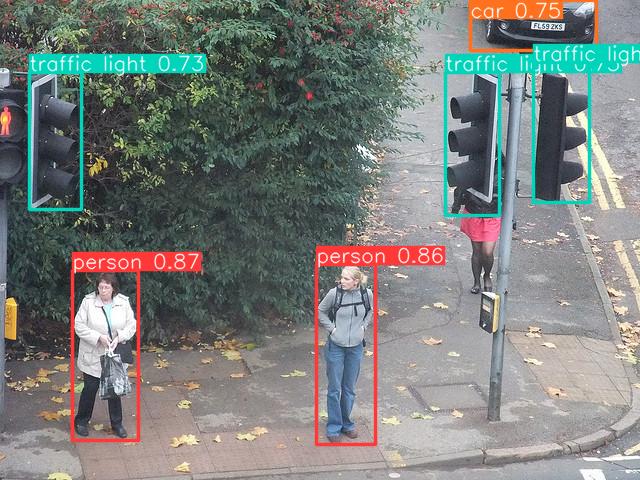 car 0.75
FL59 ZKS
traffic light 0.73
traffic light 0.73
traffic ligh
person 0.87
person 0.86